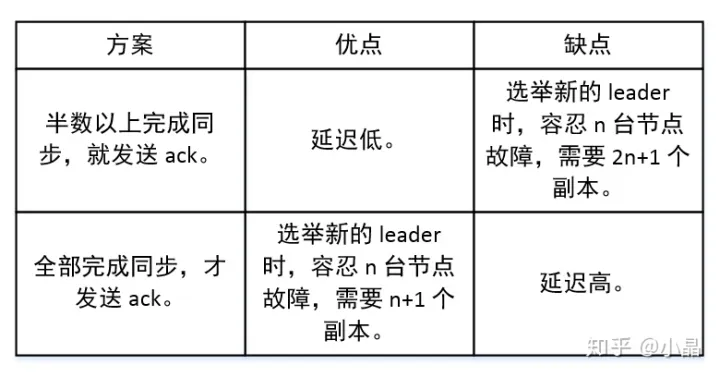 方案
优点
缺点
半数以上完成同
步，就发送 ack。
延迟低。
选举新的 leader
时，容忍 n 台节点
故障，需要 2n+1 个
副本。
全部完成同步，才
发送 ack。
选举新的 leader
时，容忍 n 台节点
故障，需要 n+1 个
副本。
延迟高。
知乎 @小晶